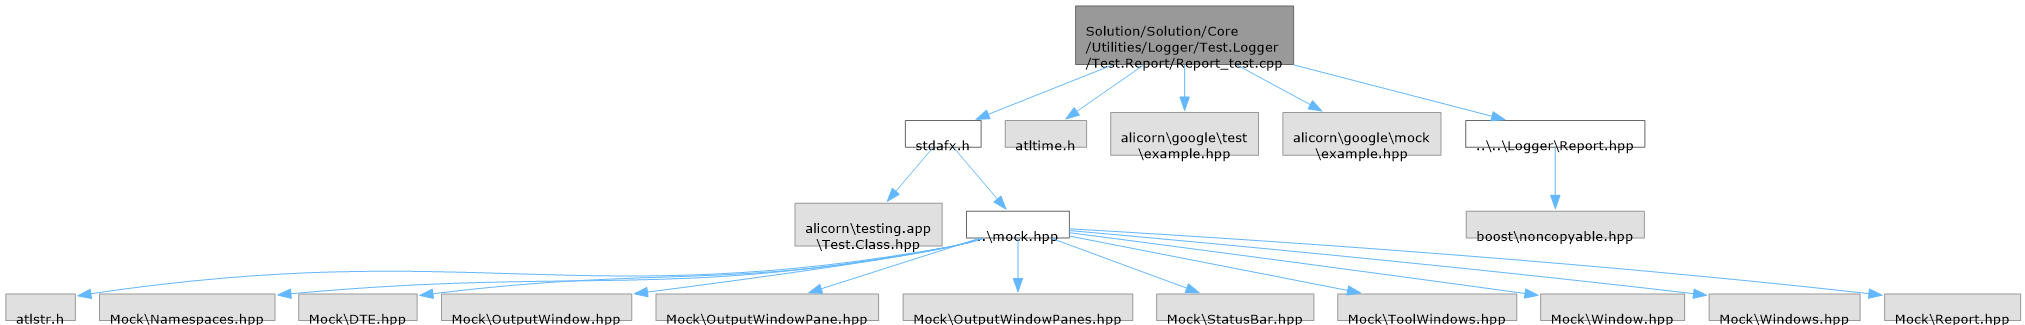 Solution/Solution/Core
/Utilities/Logger/Test.Logger
/Test.Report/Report_test.cpp
stdafx.h
atltime.h
alicorn\google\test
\example.hpp
alicorn\google\mock
\example.hpp
..\..\Logger\Report.hpp
alicorn\testing.app
\Test.Class.hpp
..\mock.hpp
boost\noncopyable.hpp
atlstr.h
Mock\Namespaces.hpp
Mock\DTE.hpp
Mock\OutputWindow.hpp
Mock\OutputWindowPane.hpp
Mock\OutputWindowPanes.hpp
Mock\StatusBar.hpp
Mock\ToolWindows.hpp
Mock\Window.hpp
Mock\Windows.hpp
Mock\Report.hpp